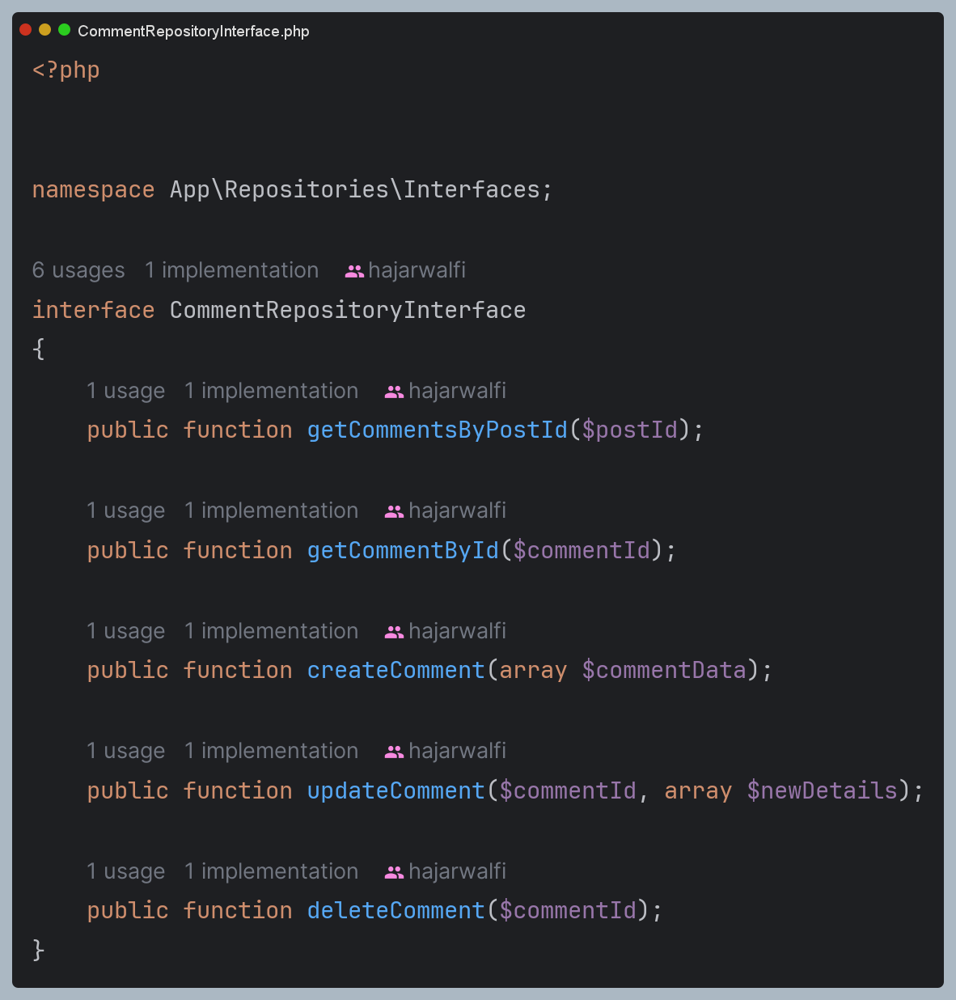 CommentRepositoryInterface.php
<?php
namespace App\Repositories\Interfaces;
6 usages 1 implementation hajarwalfi
interface CommentRepositoryInterface
{
1 usage 1 implementation hajarwalfi
public function getCommentsByPostId($postId);
1 usage 1 implementation hajarwalfi
public function getCommentById($commentId);
1 usage 1 implementation hajarwalfi
public function createComment(array $commentData);
1 usage 1 implementation hajarwalfi
public function updateComment($commentId, array $newDetails);
1 usage 1 implementation hajarwalfi
public function deleteComment($commentId);
}